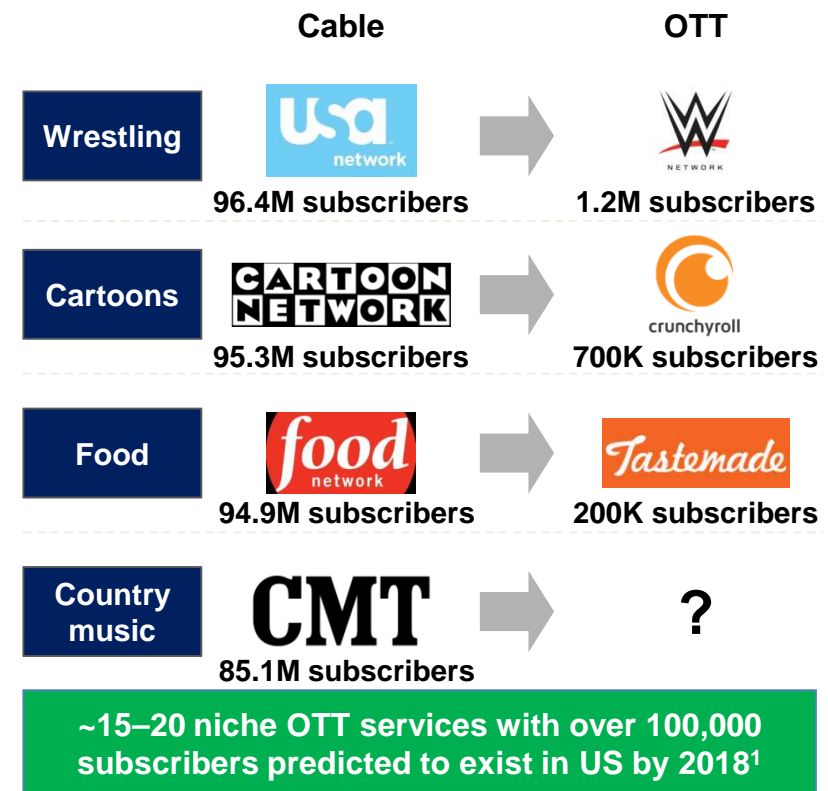 Cable OTT
Wrestling
usa
network
W
NETWORK
96.4M subscribers 1.2M subscribers
Cartoons
CARTOON
NETWORK
crunchyroll
95.3M subscribers 700K subscribers
Food
food
network
Tastemade
94.9M subscribers 200K subscribers
Country
music
CMT
?
85.1M subscribers
~15–20 niche OTT services with over 100,000
subscribers predicted to exist in US by 2018¹